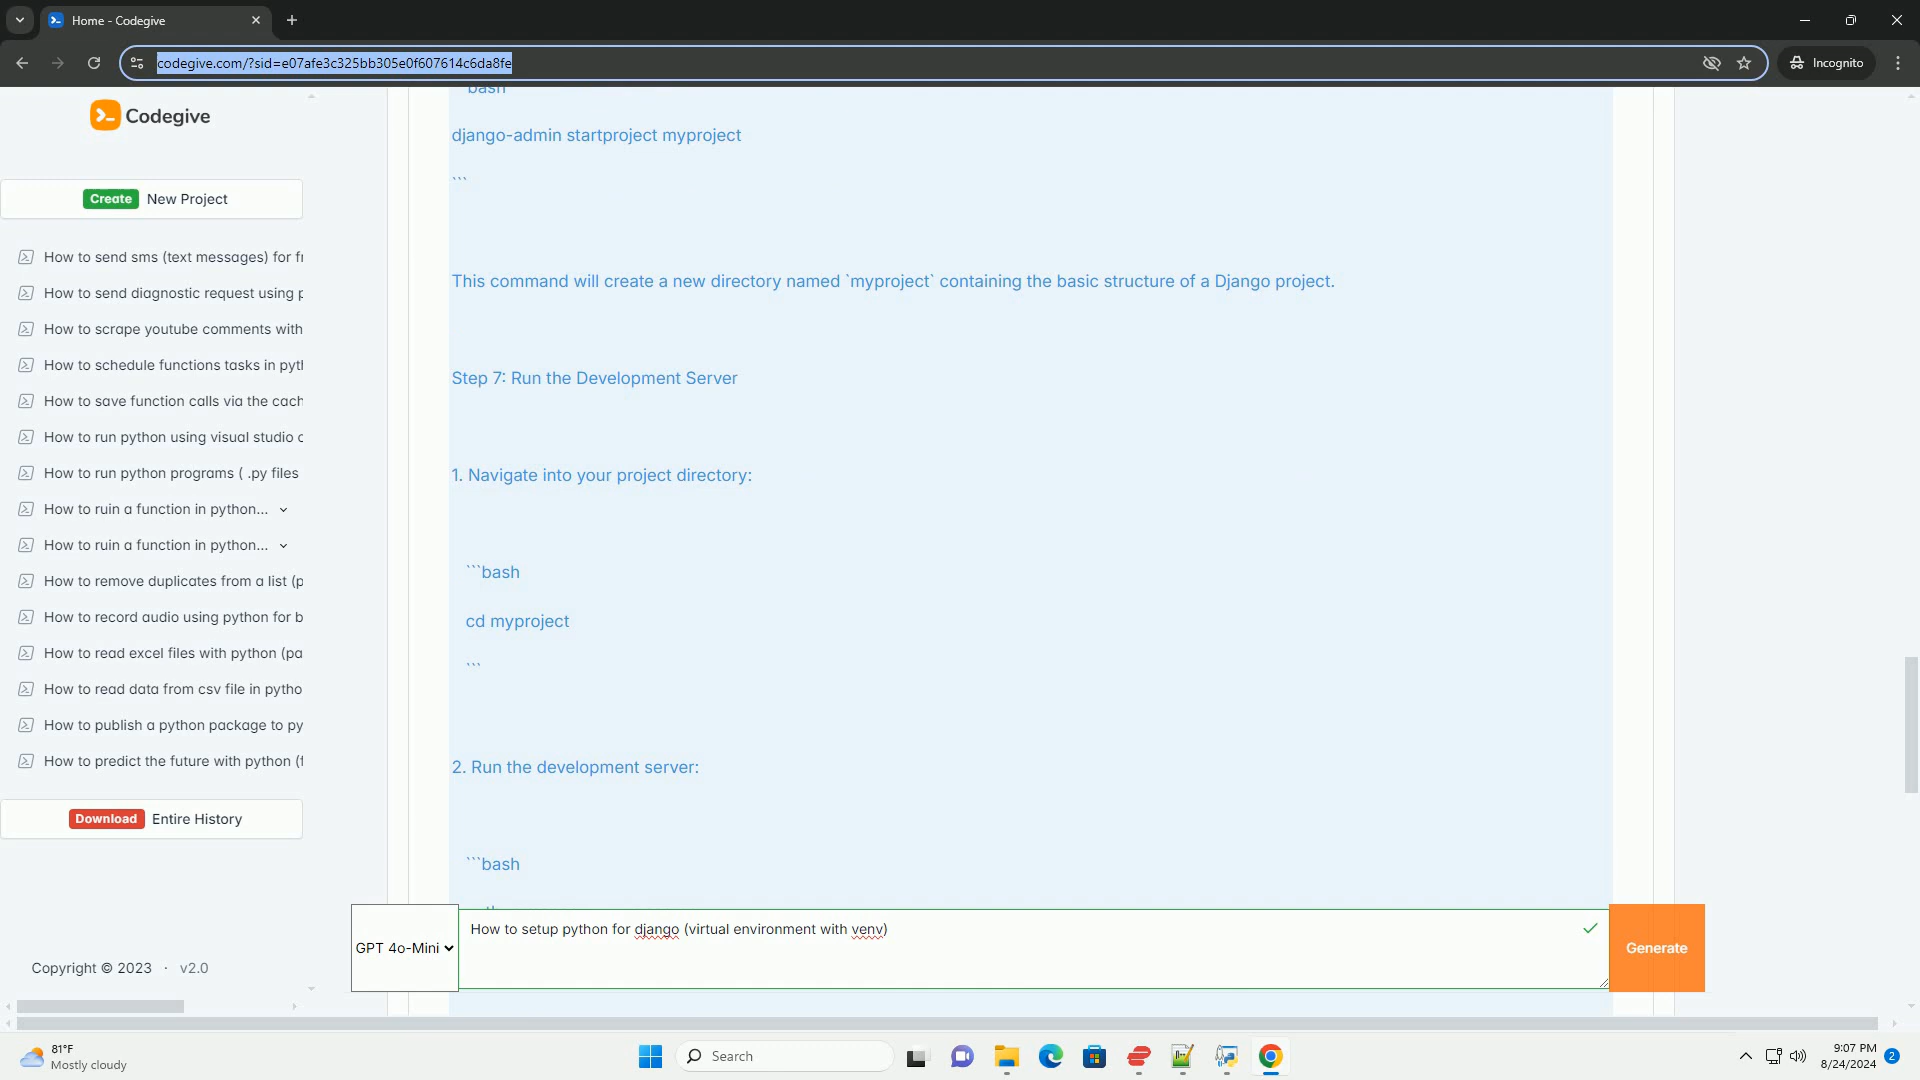 Home - Codegive
codegive.com/?sid=e07afe3c325bb305e0f607614c6da8fe
Incognito
Codegive
Create New Project
How to send sms (text messages) for fr
How to send diagnostic request using p
How to scrape youtube comments with
How to schedule functions tasks in pyth
How to save function calls via the cach
How to run python using visual studio c
How to run python programs ( .py files
How to ruin a function in python...
How to ruin a function in python...
How to remove duplicates from a list (p
How to record audio using python for b
How to read excel files with python (pa
How to read data from csv file in pytho
How to publish a python package to py
How to predict the future with python (f
Download Entire History
Copyright © 2023 · v2.0
bash
django-admin startproject myproject
```
This command will create a new directory named `myproject` containing the basic structure of a Django project.
Step 7: Run the Development Server
1. Navigate into your project directory:
```bash
cd myproject
```
2. Run the development server:
```bash
GPT 4o-Mini
How to setup python for django (virtual environment with venv)
Generate
81°F
Mostly cloudy
Search
9:07 PM
8/24/2024
2